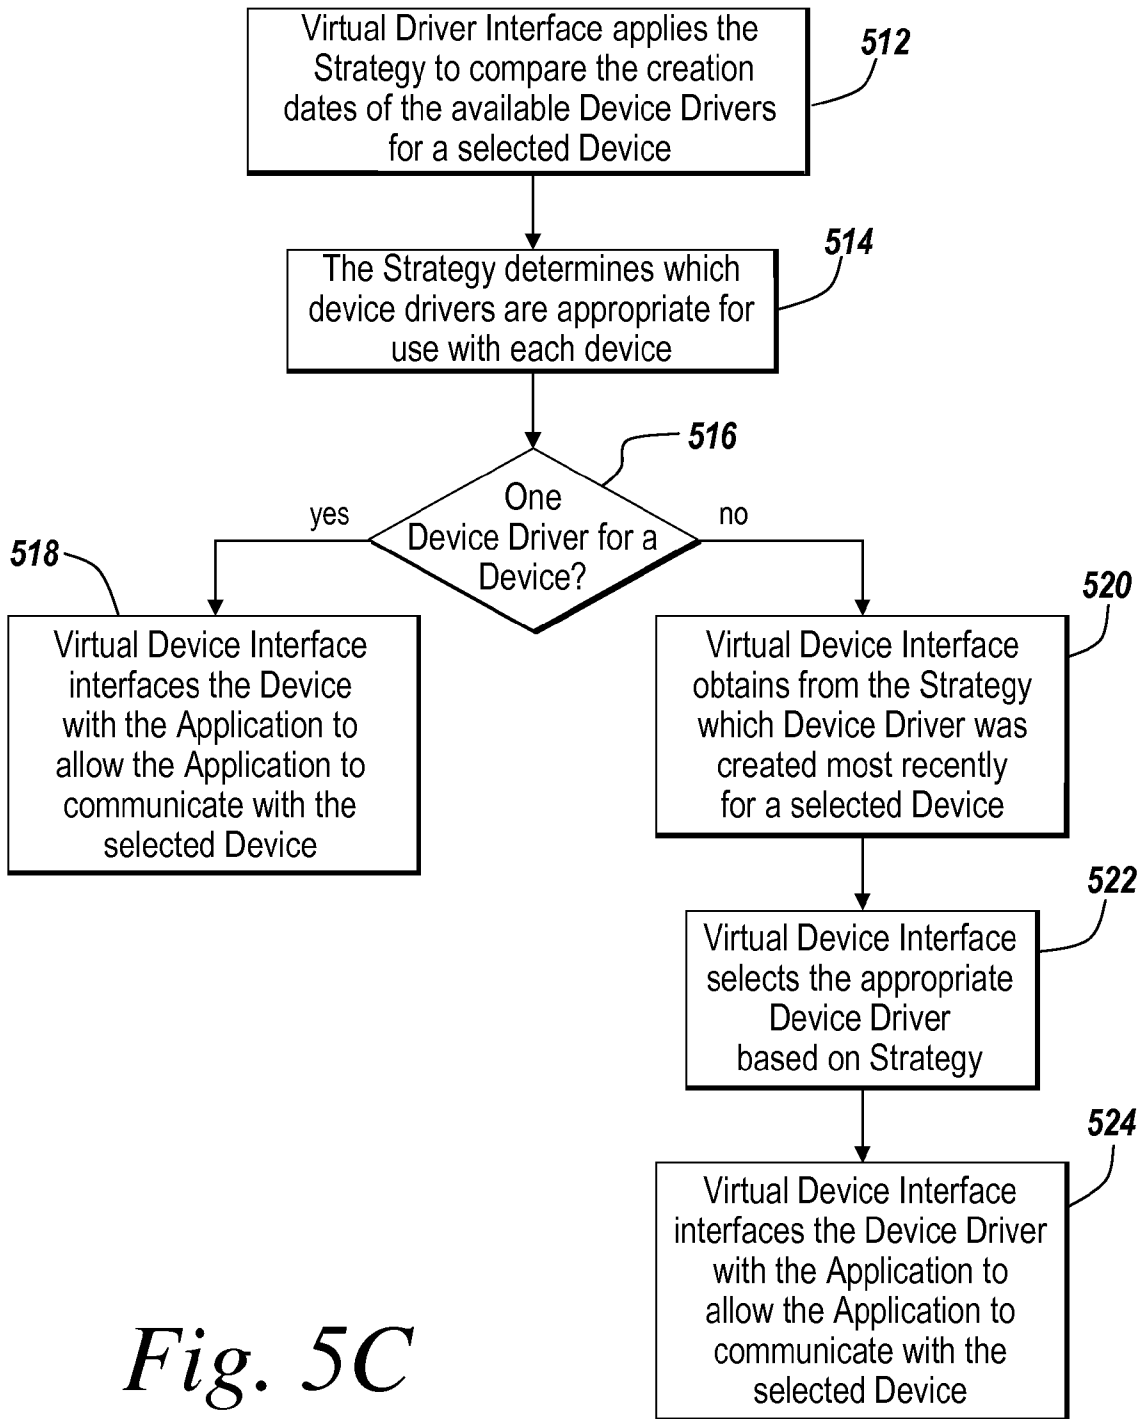 Virtual Driver Interface applies the
Strategy to compare the creation
dates of the available Device Drivers
for a selected Device
512
The Strategy determines which
device drivers are appropriate for
use with each device
514
516
One
Device Driver for a
Device?
yes
no
518
Virtual Device Interface
interfaces the Device
with the Application to
allow the Application to
communicate with the
selected Device
520
Virtual Device Interface
obtains from the Strategy
which Device Driver was
created most recently
for a selected Device
522
Virtual Device Interface
selects the appropriate
Device Driver
based on Strategy
524
Virtual Device Interface
interfaces the Device Driver
with the Application to
allow the Application to
communicate with the
selected Device
Fig. 5C